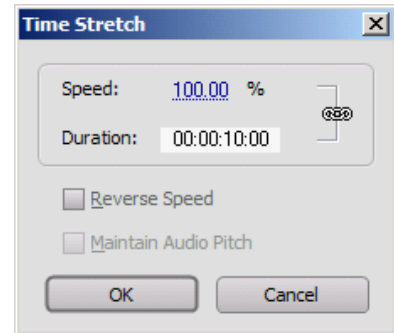 Time Stretch
Speed: 100.00 %
Duration: 00:00:10:00
Reverse Speed
Maintain Audio Pitch
OK Cancel